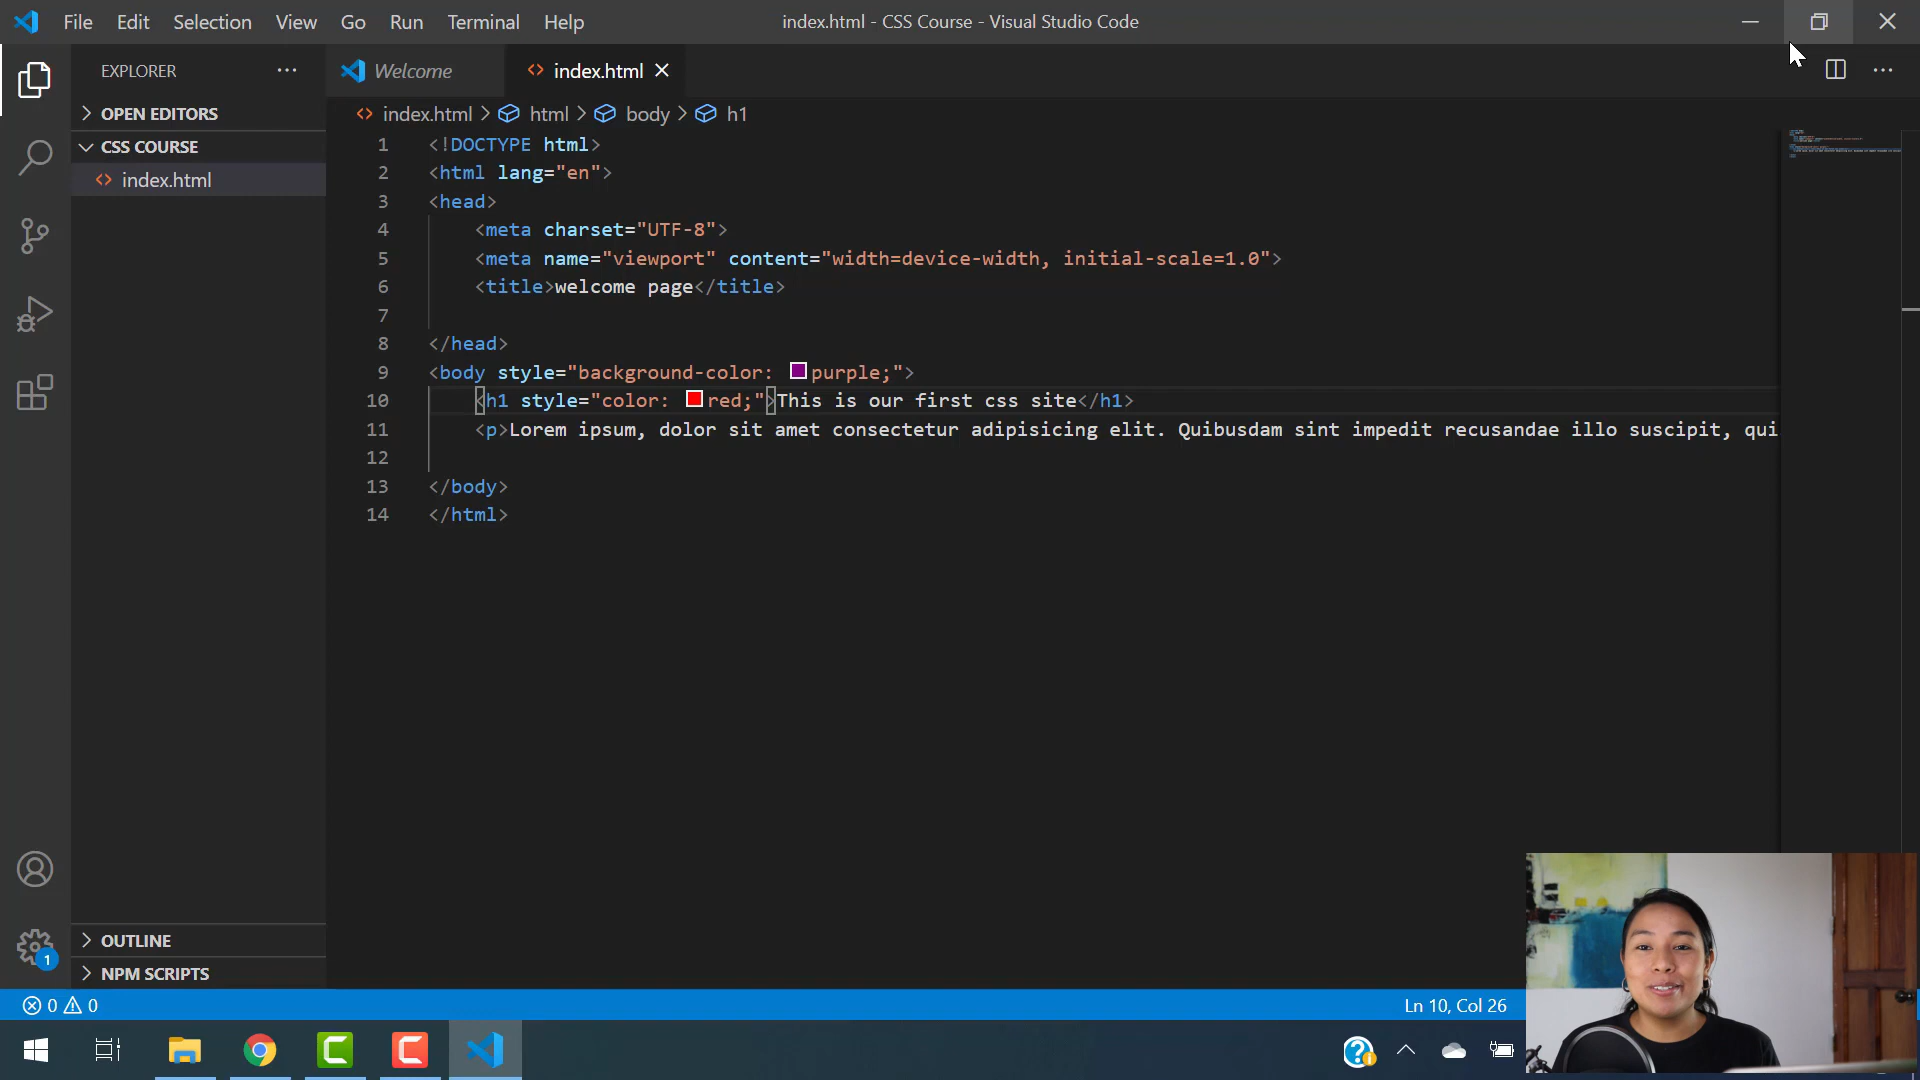 File Edit Selection View Go Run Terminal Help
index.html - CSS Course - Visual Studio Code
EXPLORER
OPEN EDITORS
CSS COURSE
index.html
OUTLINE
NPM SCRIPTS
Welcome
index.html
index.html > html > body > h1
1 <!DOCTYPE html>
2 <html lang="en">
3 <head>
4 <meta charset="UTF-8">
5 <meta name="viewport" content="width=device-width, initial-scale=1.0">
6 <title>welcome page</title>
7
8 </head>
9 <body style="background-color: purple;">
10 <h1 style="color: red;">This is our first css site</h1>
11 <p>Lorem ipsum, dolor sit amet consectetur adipisicing elit. Quibusdam sint impedit recusandae illo suscipit, qui
12
13 </body>
14 </html>
1
0 0
Ln 10, Col 26